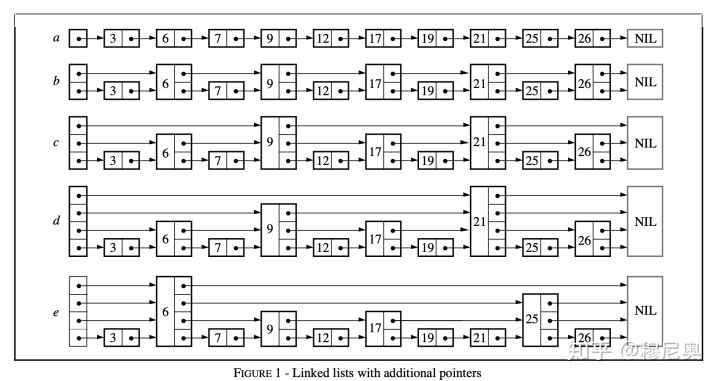 a 3 6 7 9 12 17 19 21 25 26 NIL
b 3 6 7 9 12 17 19 21 25 26 NIL
c 3 6 7 9 12 17 19 21 25 26 NIL
d 3 6 7 9 12 17 19 21 25 26 NIL
e 3 6 7 9 12 17 19 21 25 26 NIL
知乎 @穆尼奥
FIGURE 1 - Linked lists with additional pointers